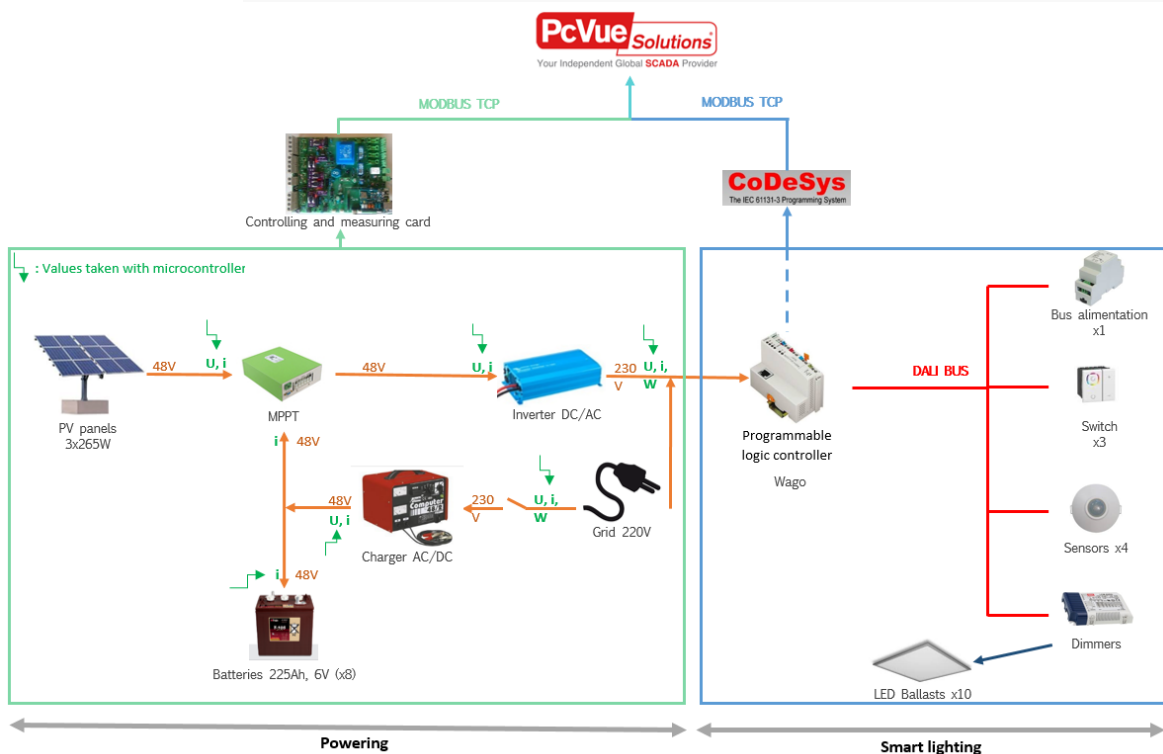 PcVue Solutions
Your Independent Global SCADA Provider
MODBUS TCP
MODBUS TCP
CoDeSys
The IEC 61131-3 Programming System
Controlling and measuring card
: Values taken with microcontroller
48V
U, i
48V
U, i
230
V
U, i,
W
MPPT
Inverter DC/AC
PV panels
3x265W
i
48V
48V
U, i
Computer
230
V
U, i,
W
Grid 220V
Charger AC/DC
i
48V
Batteries 225Ah, 6V (x8)
Programmable
logic controller
Wago
DALI BUS
Bus alimentation
x1
Switch
x3
Sensors x4
Dimmers
LED Ballasts x10
Powering
Smart lighting